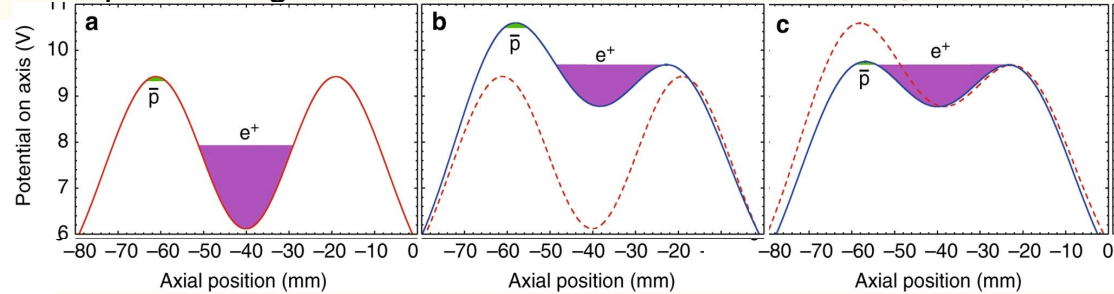 11
a
b
c
10
9
8
7
6
Potential on axis (V)
p̅
e⁺
p̅
e⁺
p̅
e⁺
−80 −70 −60 −50 −40 −30 −20 −10 0
−70 −60 −50 −40 −30 −20 -
−80 −70 −60 −50 −40 −30 −20 −10 0
Axial position (mm)
Axial position (mm)
Axial position (mm)